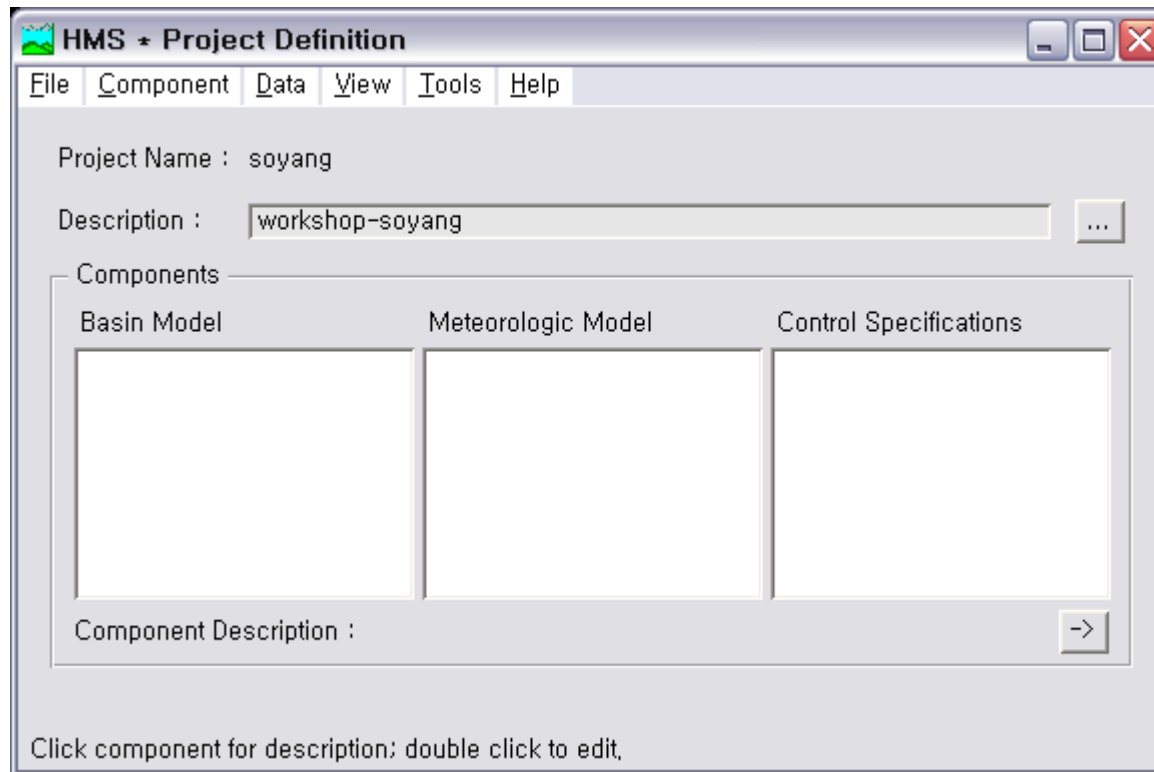 HMS * Project Definition
File Component Data View Tools Help
Project Name : soyang
Description : workshop-soyang ...
Components
Basin Model Meteorologic Model Control Specifications
Component Description : ->
Click component for description; double click to edit,